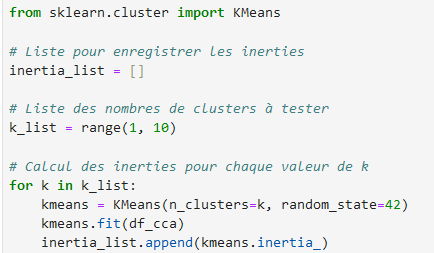 from sklearn.cluster import KMeans
# Liste pour enregistrer les inerties
inertia_list = []
# Liste des nombres de clusters à tester
k_list = range(1, 10)
# Calcul des inerties pour chaque valeur de k
for k in k_list:
    kmeans = KMeans(n_clusters=k, random_state=42)
    kmeans.fit(df_cca)
    inertia_list.append(kmeans.inertia_)